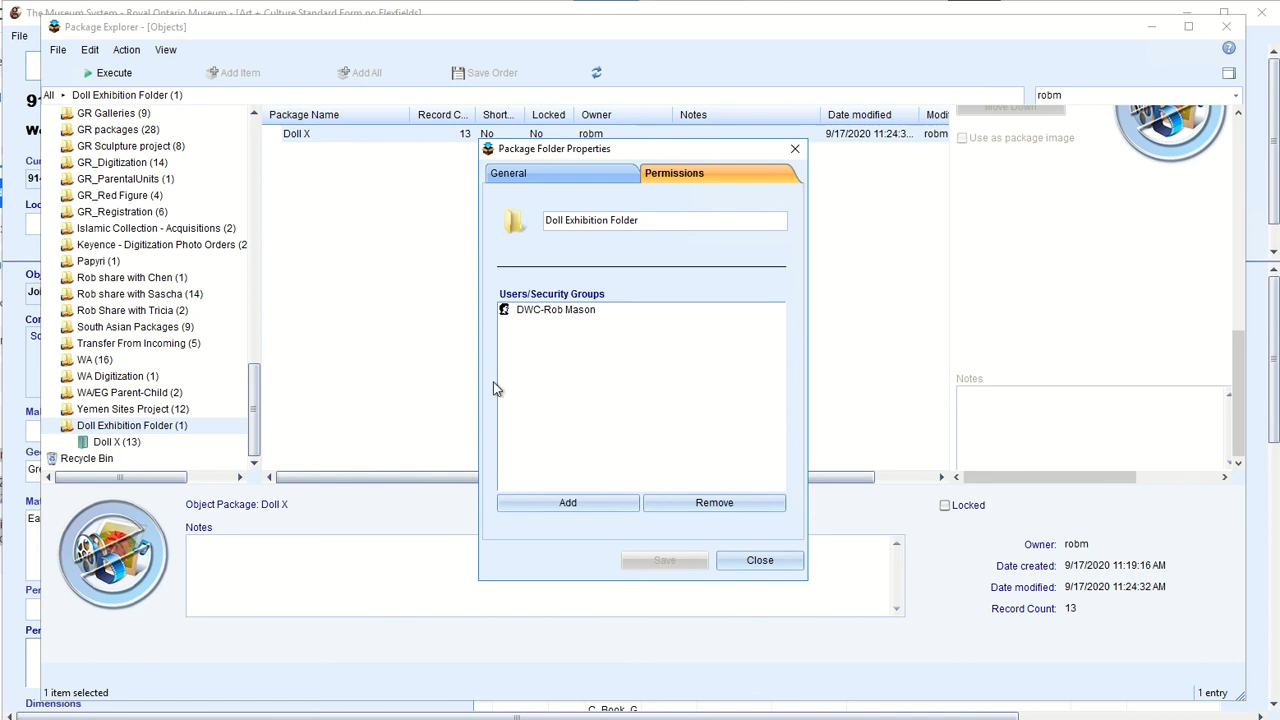 The Museum System - Royal Ontario Museum - [Art + Culture Standard Form no Flexfields]
Package Explorer - [Objects]
File
File Edit Action View
Execute Add Item Add All Save Order
All Doll Exhibition Folder (1) robm
GR Galleries (9)
GR packages (28)
GR Sculpture project (8)
GR_Digitization (14)
GR_ParentalUnits (1)
GR_Red Figure (4)
GR_Registration (6)
Islamic Collection - Acquisitions (2)
Keyence - Digitization Photo Orders (2
Papyri (1)
Rob share with Chen (1)
Rob share with Sascha (14)
Rob Share with Tricia (2)
South Asian Packages (9)
Transfer From Incoming (5)
WA (16)
WA Digitization (1)
WA/EG Parent-Child (2)
Yemen Sites Project (12)
Doll Exhibition Folder (1)
Doll X (13)
Recycle Bin
Package Name Record C... Short... Locked Owner Notes Date modified Modi
Doll X 13 No No robm 9/17/2020 11:24:3... robm
Move Down
Use as package image
Notes
Package Folder Properties
General Permissions
Doll Exhibition Folder
Users/Security Groups
DWC-Rob Mason
Add Remove
Save Close
Object Package: Doll X
Notes
Locked
Owner: robm
Date created: 9/17/2020 11:19:16 AM
Date modified: 9/17/2020 11:24:32 AM
Record Count: 13
1 item selected 1 entry
Dimensions
C_Book_G